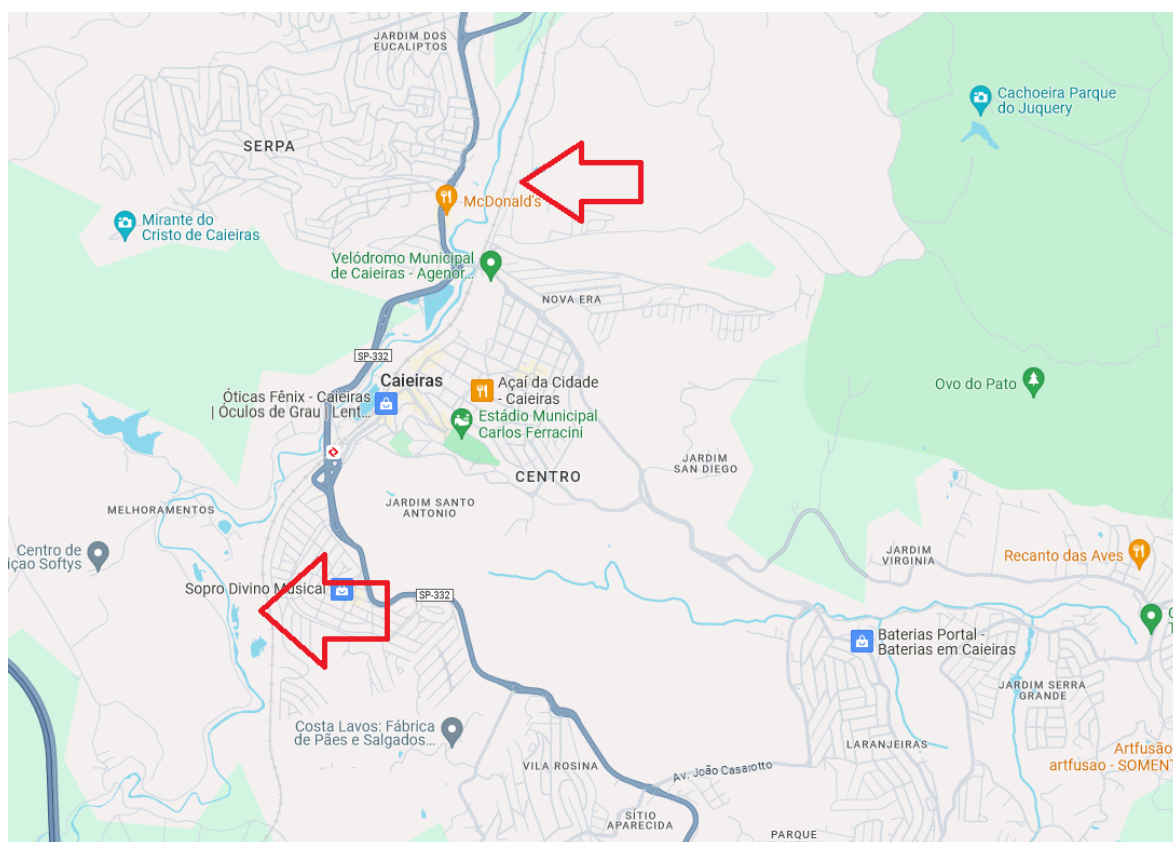 JARDIM DOS
EUCALIPTOS
Cachoeira Parque
do Juquery
SERPA
McDonald's
Mirante do
Cristo de Caieiras
Velódromo Municipal
de Caieiras - Agenor...
NOVA ERA
SP-332
Caieiras
Açaí da Cidade
- Caieiras
Ovo do Pato
Óticas Fênix - Caieiras
| Óculos de Grau | Lent...
Estádio Municipal
Carlos Ferracini
JARDIM
SAN DIEGO
CENTRO
JARDIM SANTO
ANTONIO
MELHORAMENTOS
Centro de
içao Softys
JARDIM
VIRGINIA
Recanto das Aves
Sopro Divino Musical
SP-332
Baterias Portal -
Baterias em Caieiras
JARDIM SERRA
GRANDE
Costa Lavos: Fábrica
de Pães e Salgados...
LARANJEIRAS
Artfusão
artfusao - SOMENT
VILA ROSINA
Av. João Casarotto
SÍTIO
APARECIDA
PARQUE